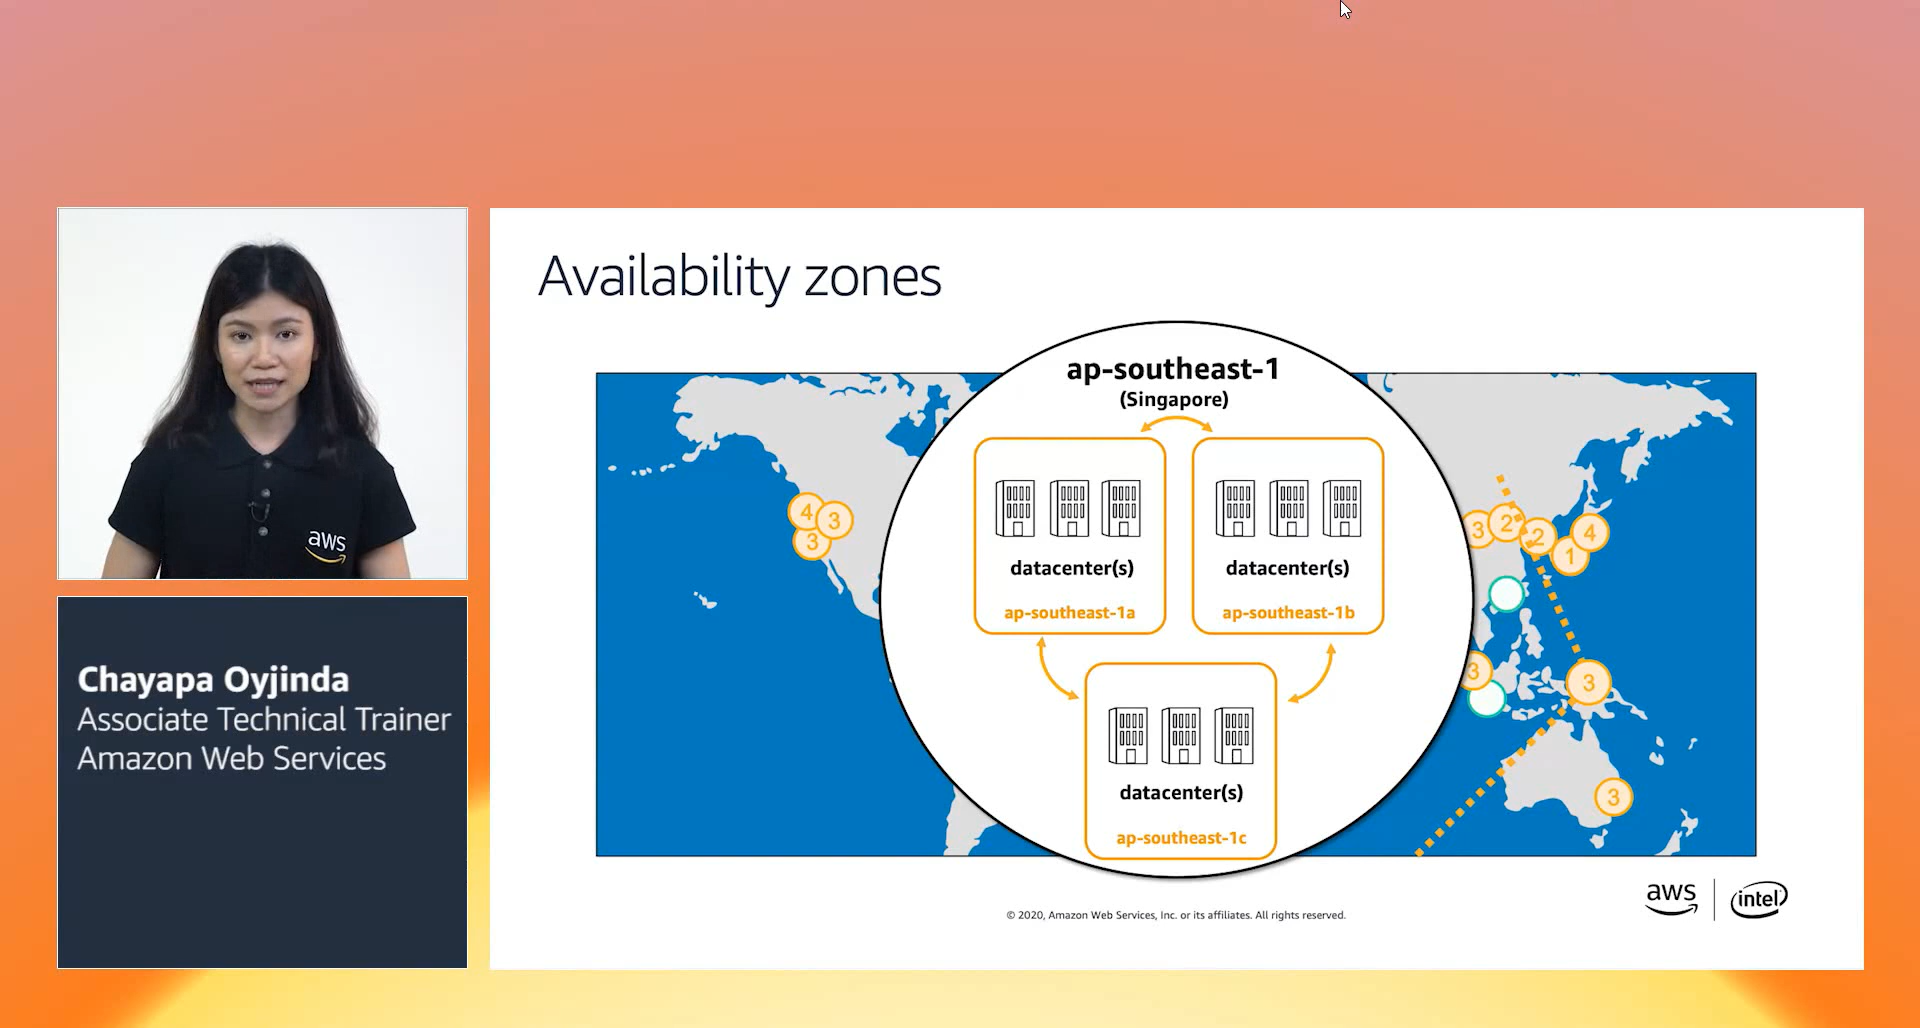 aws
Chayapa Oyjinda
Associate Technical Trainer
Amazon Web Services
Availability zones
ap-southeast-1
(Singapore)
datacenter(s)
ap-southeast-1a
datacenter(s)
ap-southeast-1b
datacenter(s)
ap-southeast-1c
4
3
3
3
2
2
4
1
3
3
3
© 2020, Amazon Web Services, Inc. or its affiliates. All rights reserved.
aws
intel